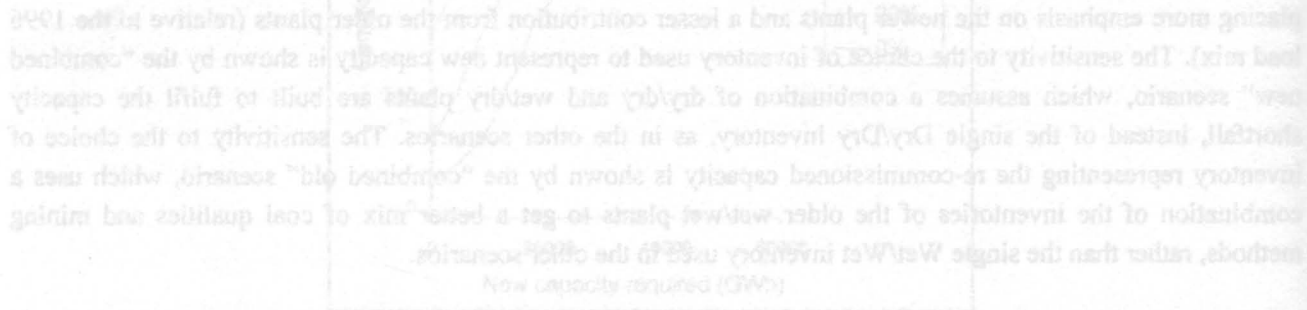 placing more emphasis on the newer plants and a lesser contribution from the older plants (relative to the 1996
load mix). The sensitivity to the choice of inventory used to represent new capacity is shown by the "combined
new" scenario, which assumes a combination of dry/dry and wet/dry plants are built to fulfil the capacity
shortfall, instead of the single Dry/Dry inventory, as in the other scenarios. The sensitivity to the choice of
inventory representing the re-commissioned capacity is shown by the "combined old" scenario, which uses a
combination of the inventories of the older wet/wet plants to get a better mix of coal qualities and mining
methods, rather than the single Wet/Wet inventory used in the other scenarios.
New capacity required (GWh)